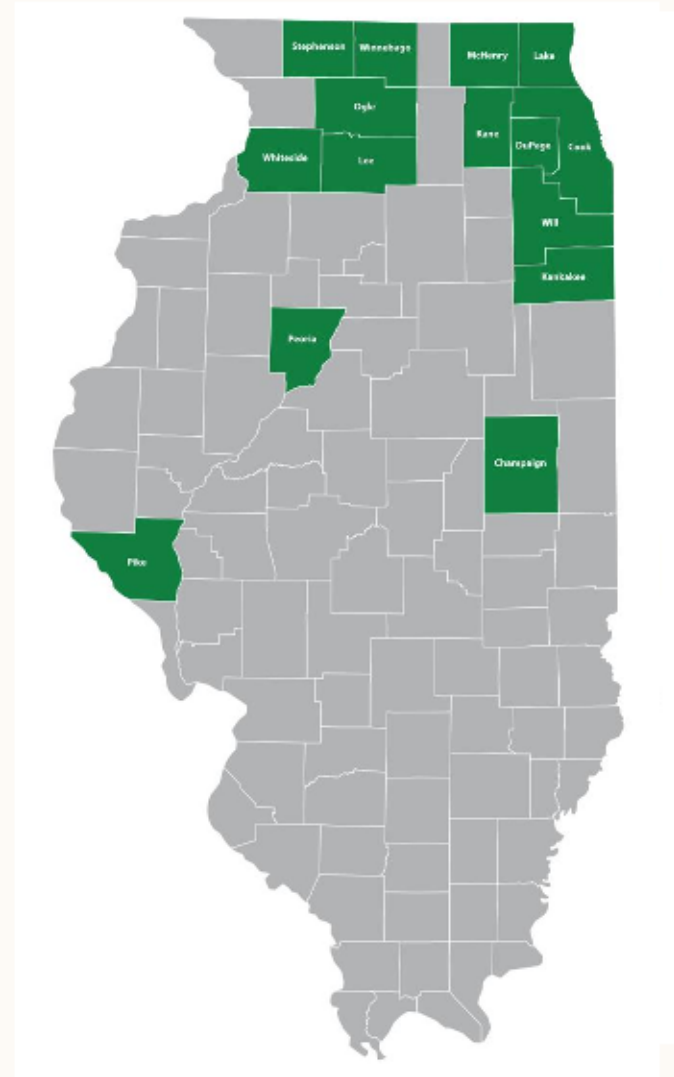 Stephenson
Winnebago
McHenry
Lake
Ogle
Kane
DuPage
Cook
Whiteside
Lee
Will
Kankakee
Peoria
Champaign
Pike